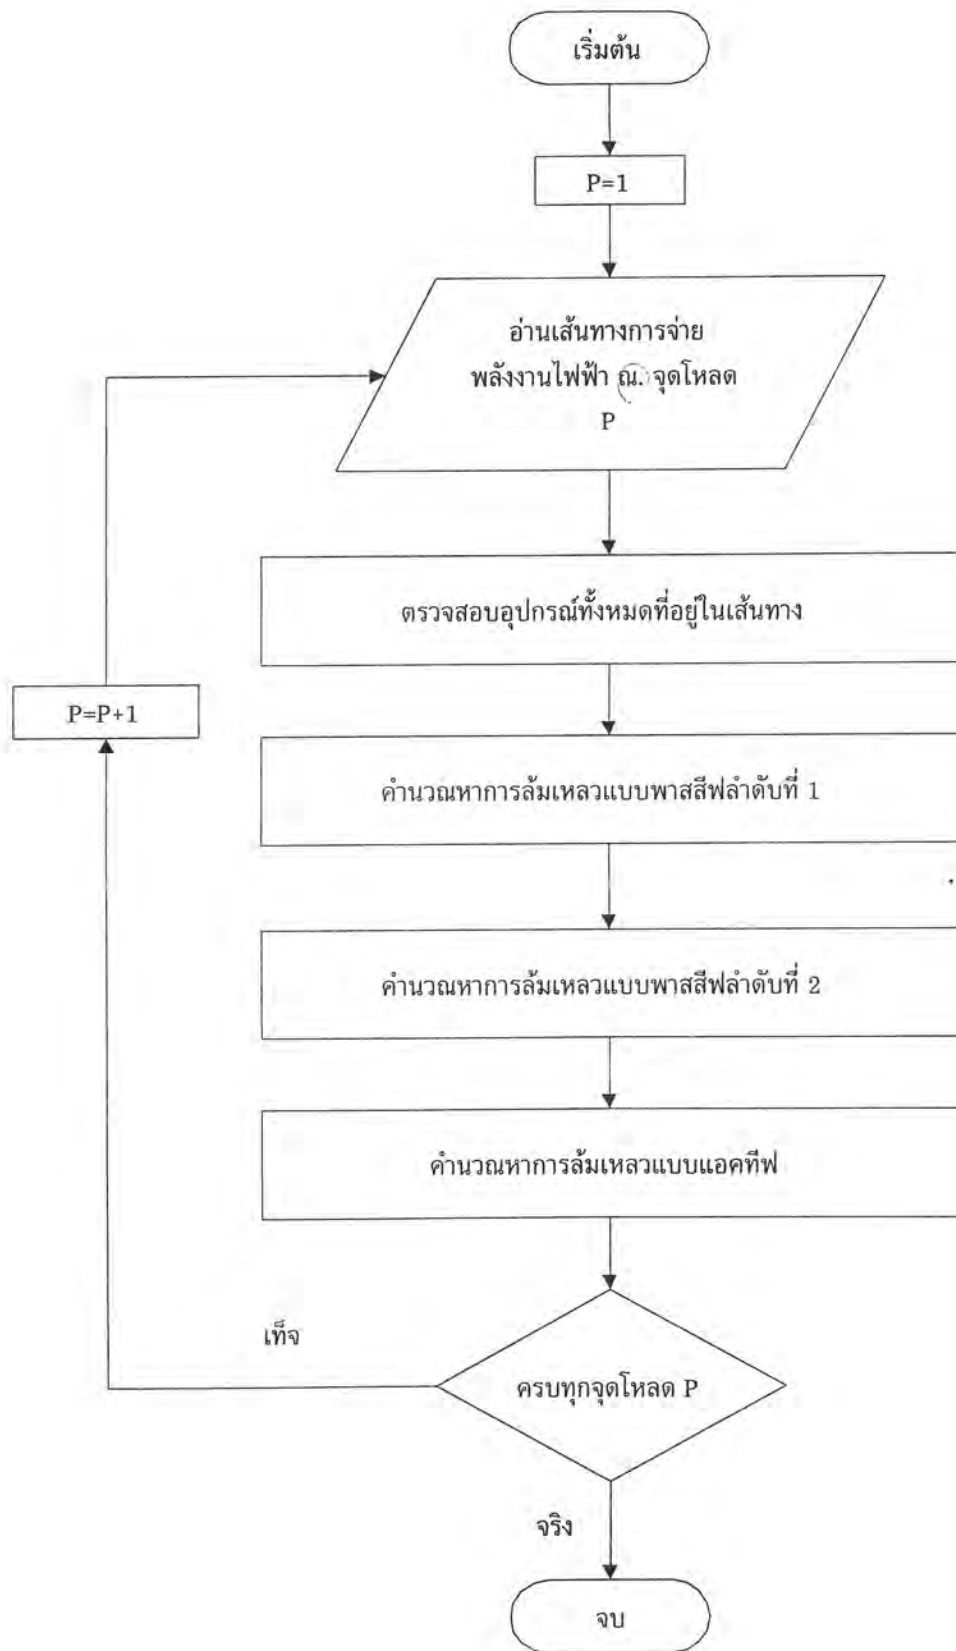 เริ่มต้น
P=1
อ่านเส้นทางการจ่าย
พลังงานไฟฟ้า ณ. จุดโหลด
P
ตรวจสอบอุปกรณ์ทั้งหมดที่อยู่ในเส้นทาง
P=P+1
คำนวณหาการล้มเหลวแบบพาสสีฟลำดับที่ 1
คำนวณหาการล้มเหลวแบบพาสสีฟลำดับที่ 2
คำนวณหาการล้มเหลวแบบแอคทีฟ
เท็จ
ครบทุกจุดโหลด P
จริง
จบ